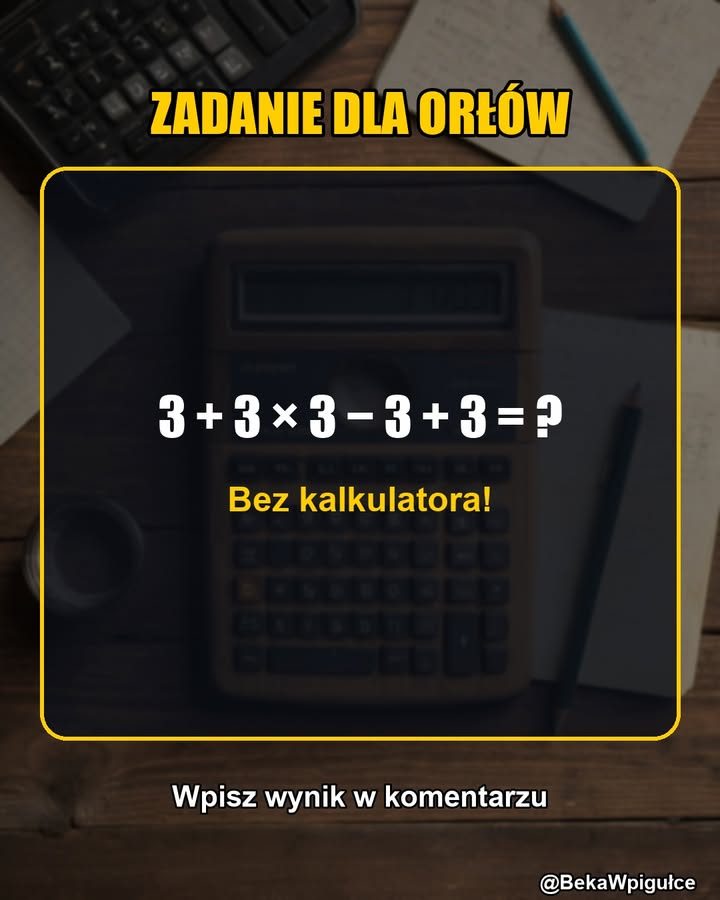 ZADANIE DLA ORŁÓW
3 + 3 × 3 – 3 + 3 = ?
Bez kalkulatora!
Wpisz wynik w komentarzu
@BekaWpigułce